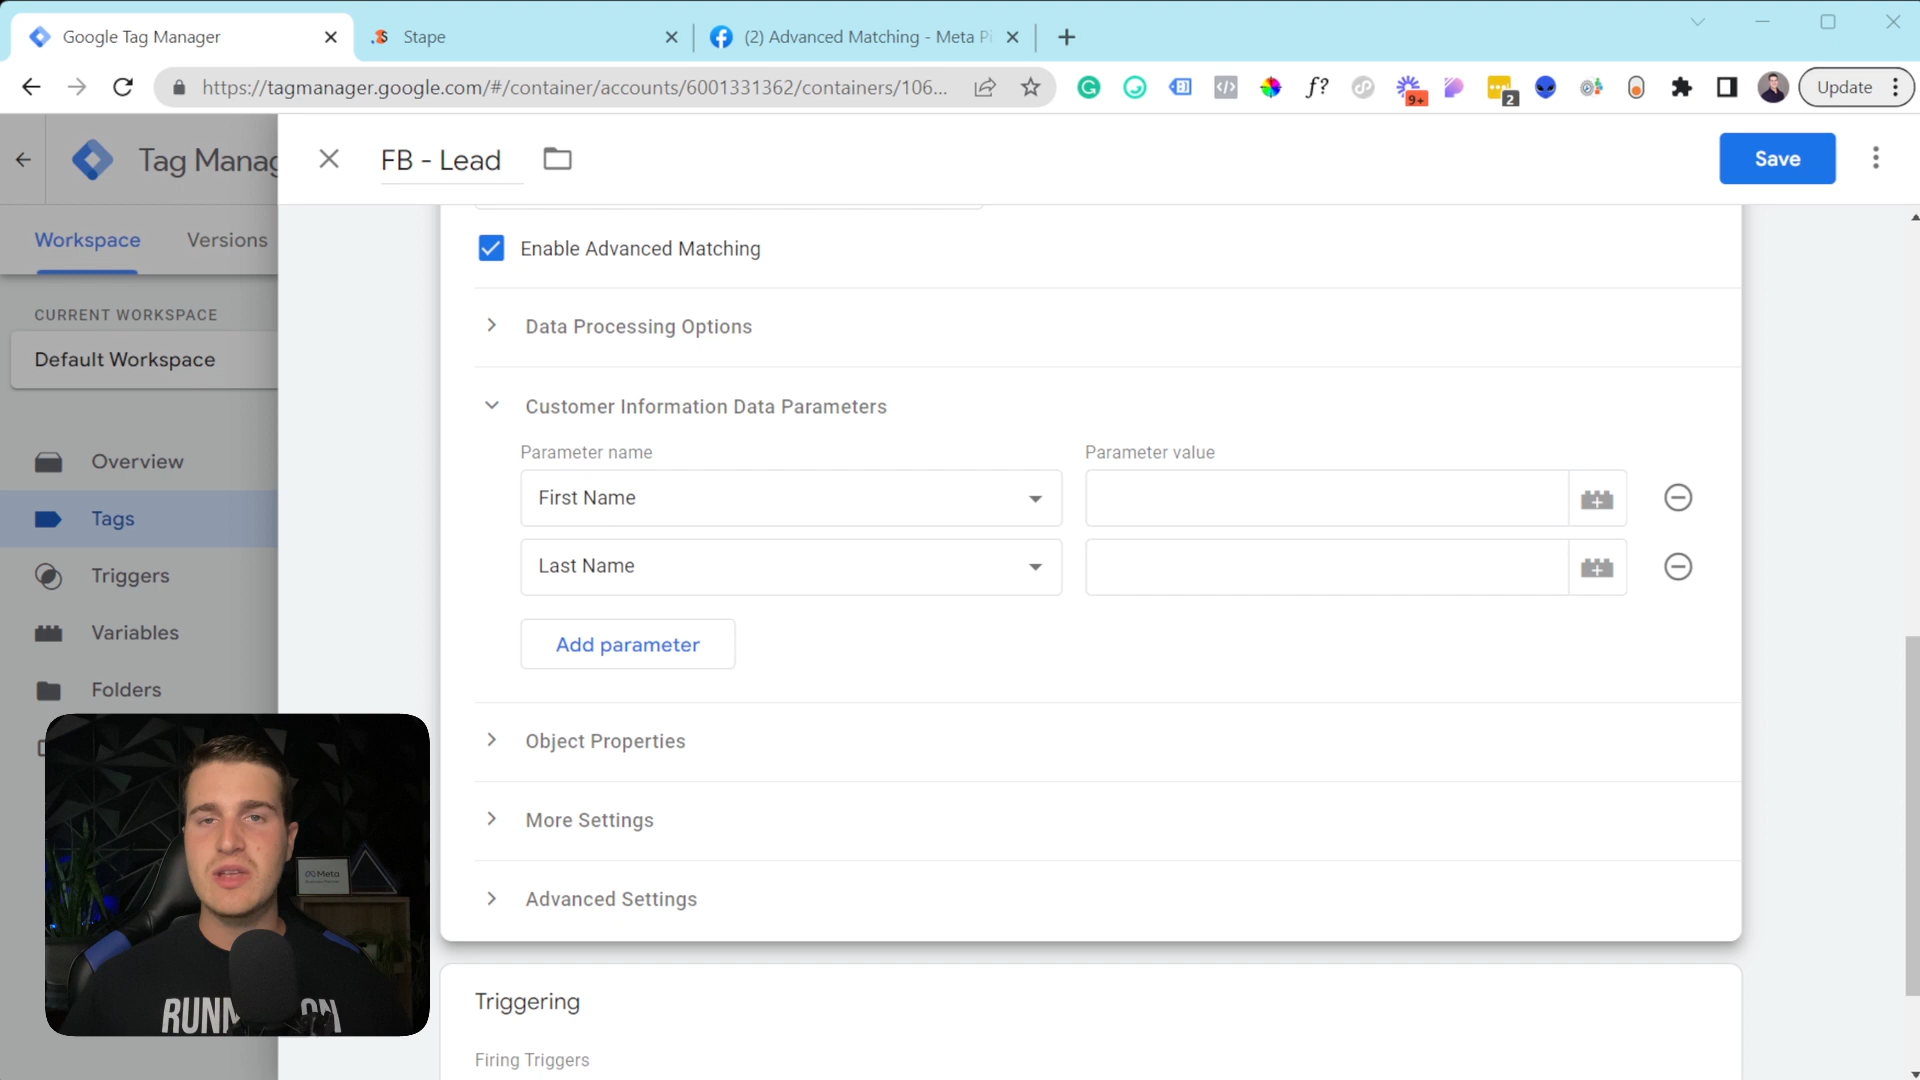 Google Tag Manager
Stape
(2) Advanced Matching - Meta Pi
https://tagmanager.google.com/#/container/accounts/6001331362/containers/106...
f?
9+
2
Update
Tag Manag
FB - Lead
Save
Workspace
Versions
Enable Advanced Matching
CURRENT WORKSPACE
Default Workspace
Data Processing Options
Customer Information Data Parameters
Parameter name
Parameter value
Overview
First Name
Tags
Last Name
Triggers
Variables
Add parameter
Folders
Object Properties
More Settings
Advanced Settings
Meta
Triggering
Firing Triggers